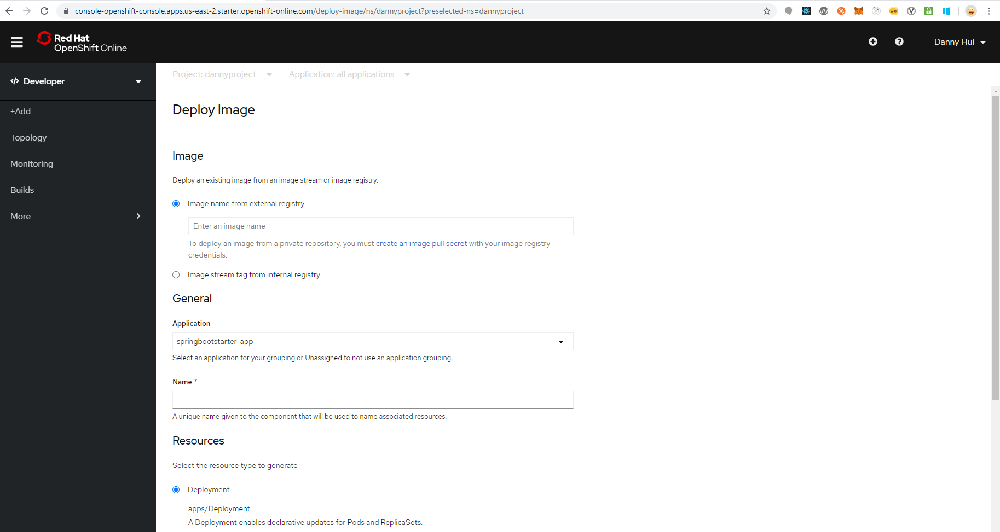 console-openshift-console.apps.us-east-2.starter.openshift-online.com/deploy-image/ns/dannyproject?preselected-ns=dannyproject
Red Hat
OpenShift Online
Danny Hui
Developer
Project: dannyproject
Application: all applications
+Add
Topology
Monitoring
Builds
More
Deploy Image
Image
Deploy an existing image from an image stream or image registry.
Image name from external registry
Enter an image name
To deploy an image from a private repository, you must create an image pull secret with your image registry
credentials.
Image stream tag from internal registry
General
Application
springbootstarter-app
Select an application for your grouping or Unassigned to not use an application grouping.
Name *
A unique name given to the component that will be used to name associated resources.
Resources
Select the resource type to generate
Deployment
apps/Deployment
A Deployment enables declarative updates for Pods and ReplicaSets.